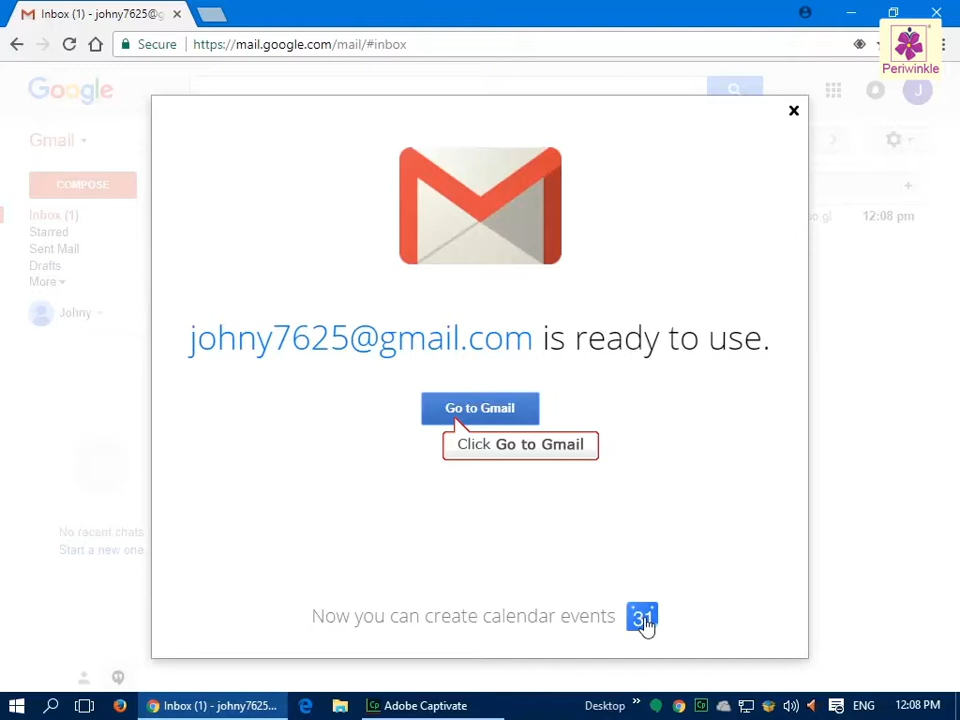 Inbox (1) - johny7625@g
Secure
https://mail.google.com/mail/#inbox
Periwinkle
Google
J
Gmail
COMPOSE
Inbox (1)
12:08 pm
Starred
Sent Mail
Drafts
More
Johny
johny7625@gmail.com is ready to use.
Go to Gmail
Click Go to Gmail
No recent chats
Start a new one
Now you can create calendar events
31
Inbox (1) - johny7625...
Cp
Adobe Captivate
Desktop
Cp
ENG
12:08 PM